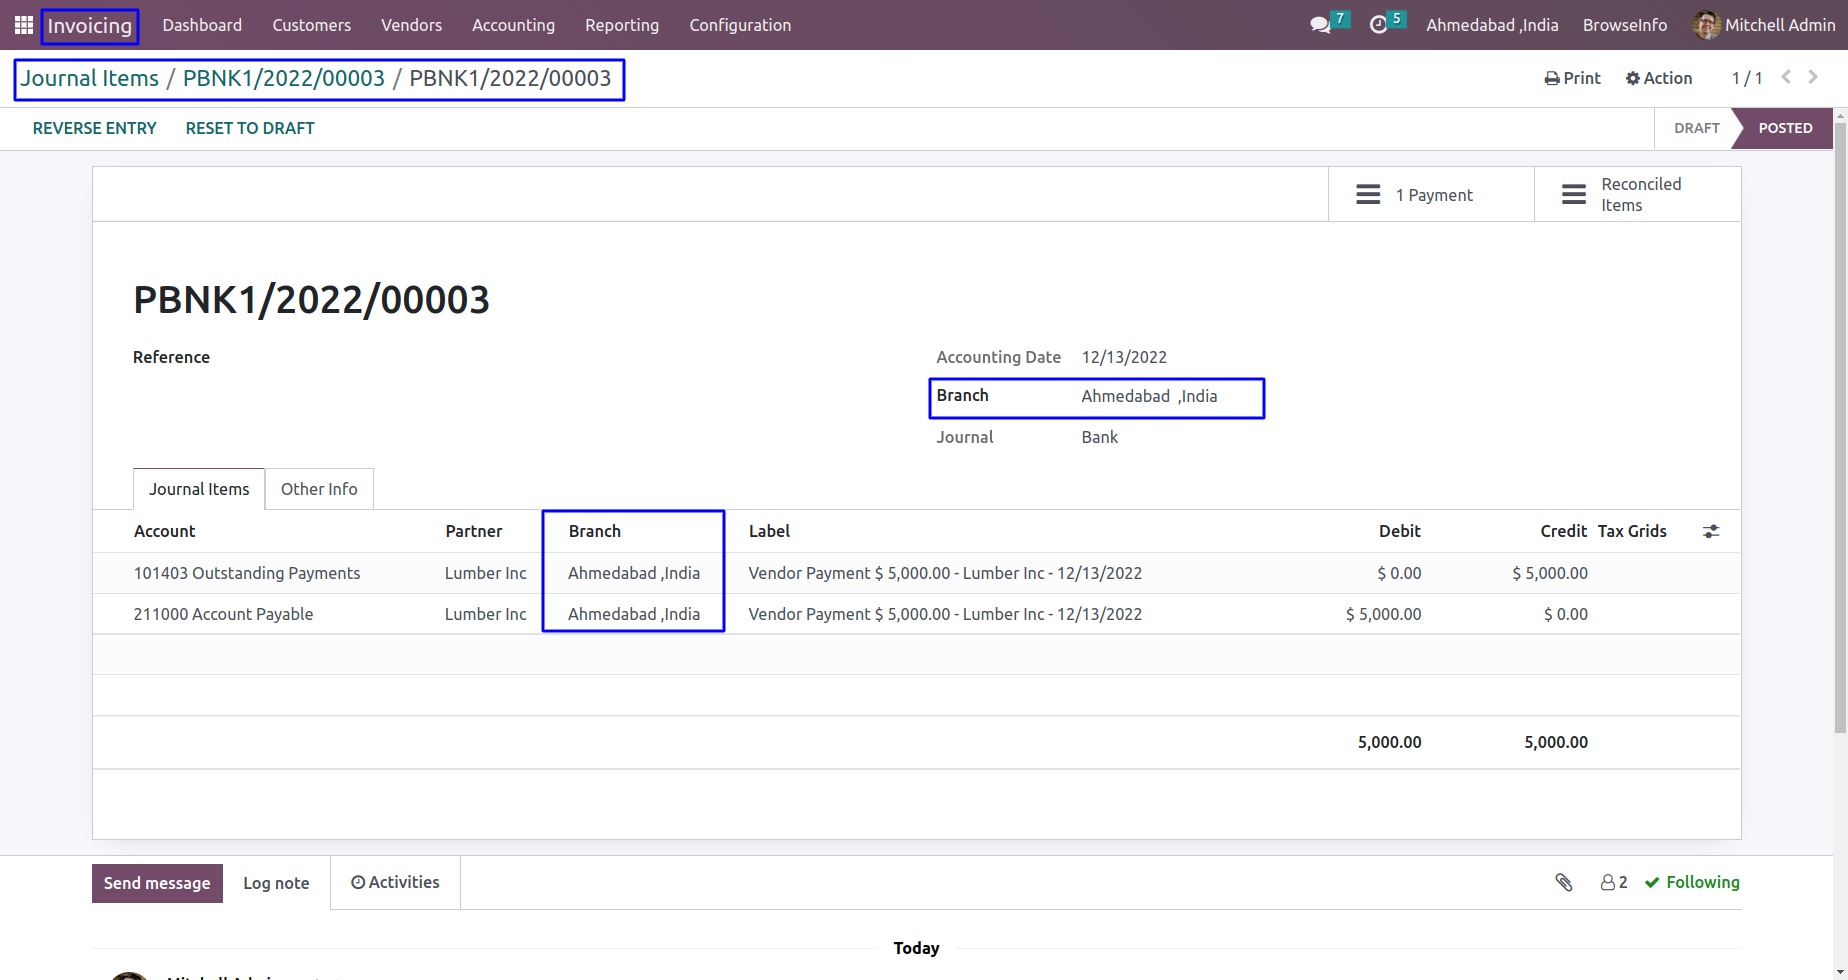 Invoicing Dashboard Customers Vendors Accounting Reporting Configuration 7 5 Ahmedabad ,India BrowseInfo Mitchell Admin
Journal Items / PBNK1/2022/00003 / PBNK1/2022/00003 Print Action 1 / 1
REVERSE ENTRY RESET TO DRAFT DRAFT POSTED
1 Payment
Reconciled
Items
PBNK1/2022/00003
Reference Accounting Date 12/13/2022
Branch Ahmedabad ,India
Journal Bank
Journal Items Other Info
Account Partner Branch Label Debit Credit Tax Grids
101403 Outstanding Payments Lumber Inc Ahmedabad ,India Vendor Payment $ 5,000.00 - Lumber Inc - 12/13/2022 $ 0.00 $ 5,000.00
211000 Account Payable Lumber Inc Ahmedabad ,India Vendor Payment $ 5,000.00 - Lumber Inc - 12/13/2022 $ 5,000.00 $ 0.00
5,000.00 5,000.00
Send message Log note Activities 2 Following
Today